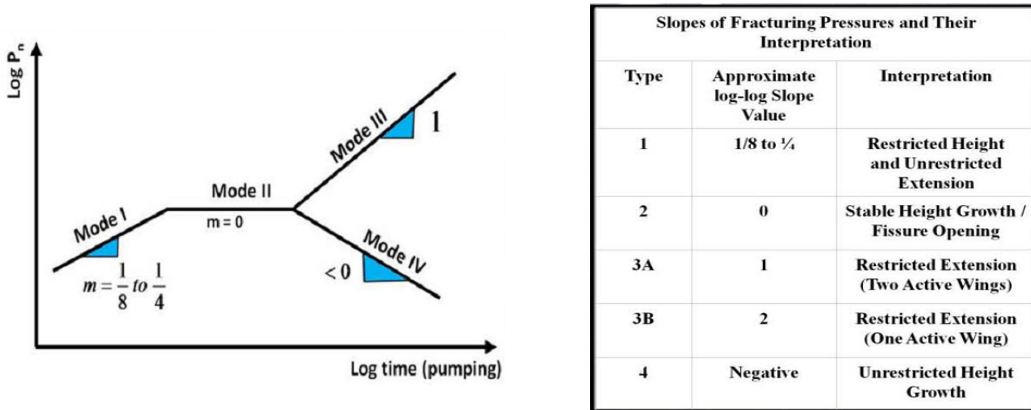 Log Pn
Mode I
m = 1/8 to 1/4
Mode II
m = 0
Mode III
1
Mode IV
< 0
Log time (pumping)
Slopes of Fracturing Pressures and Their
Interpretation
Type
Approximate
log-log Slope
Value
Interpretation
1
1/8 to ¼
Restricted Height
and Unrestricted
Extension
2
0
Stable Height Growth /
Fissure Opening
3A
1
Restricted Extension
(Two Active Wings)
3B
2
Restricted Extension
(One Active Wing)
4
Negative
Unrestricted Height
Growth